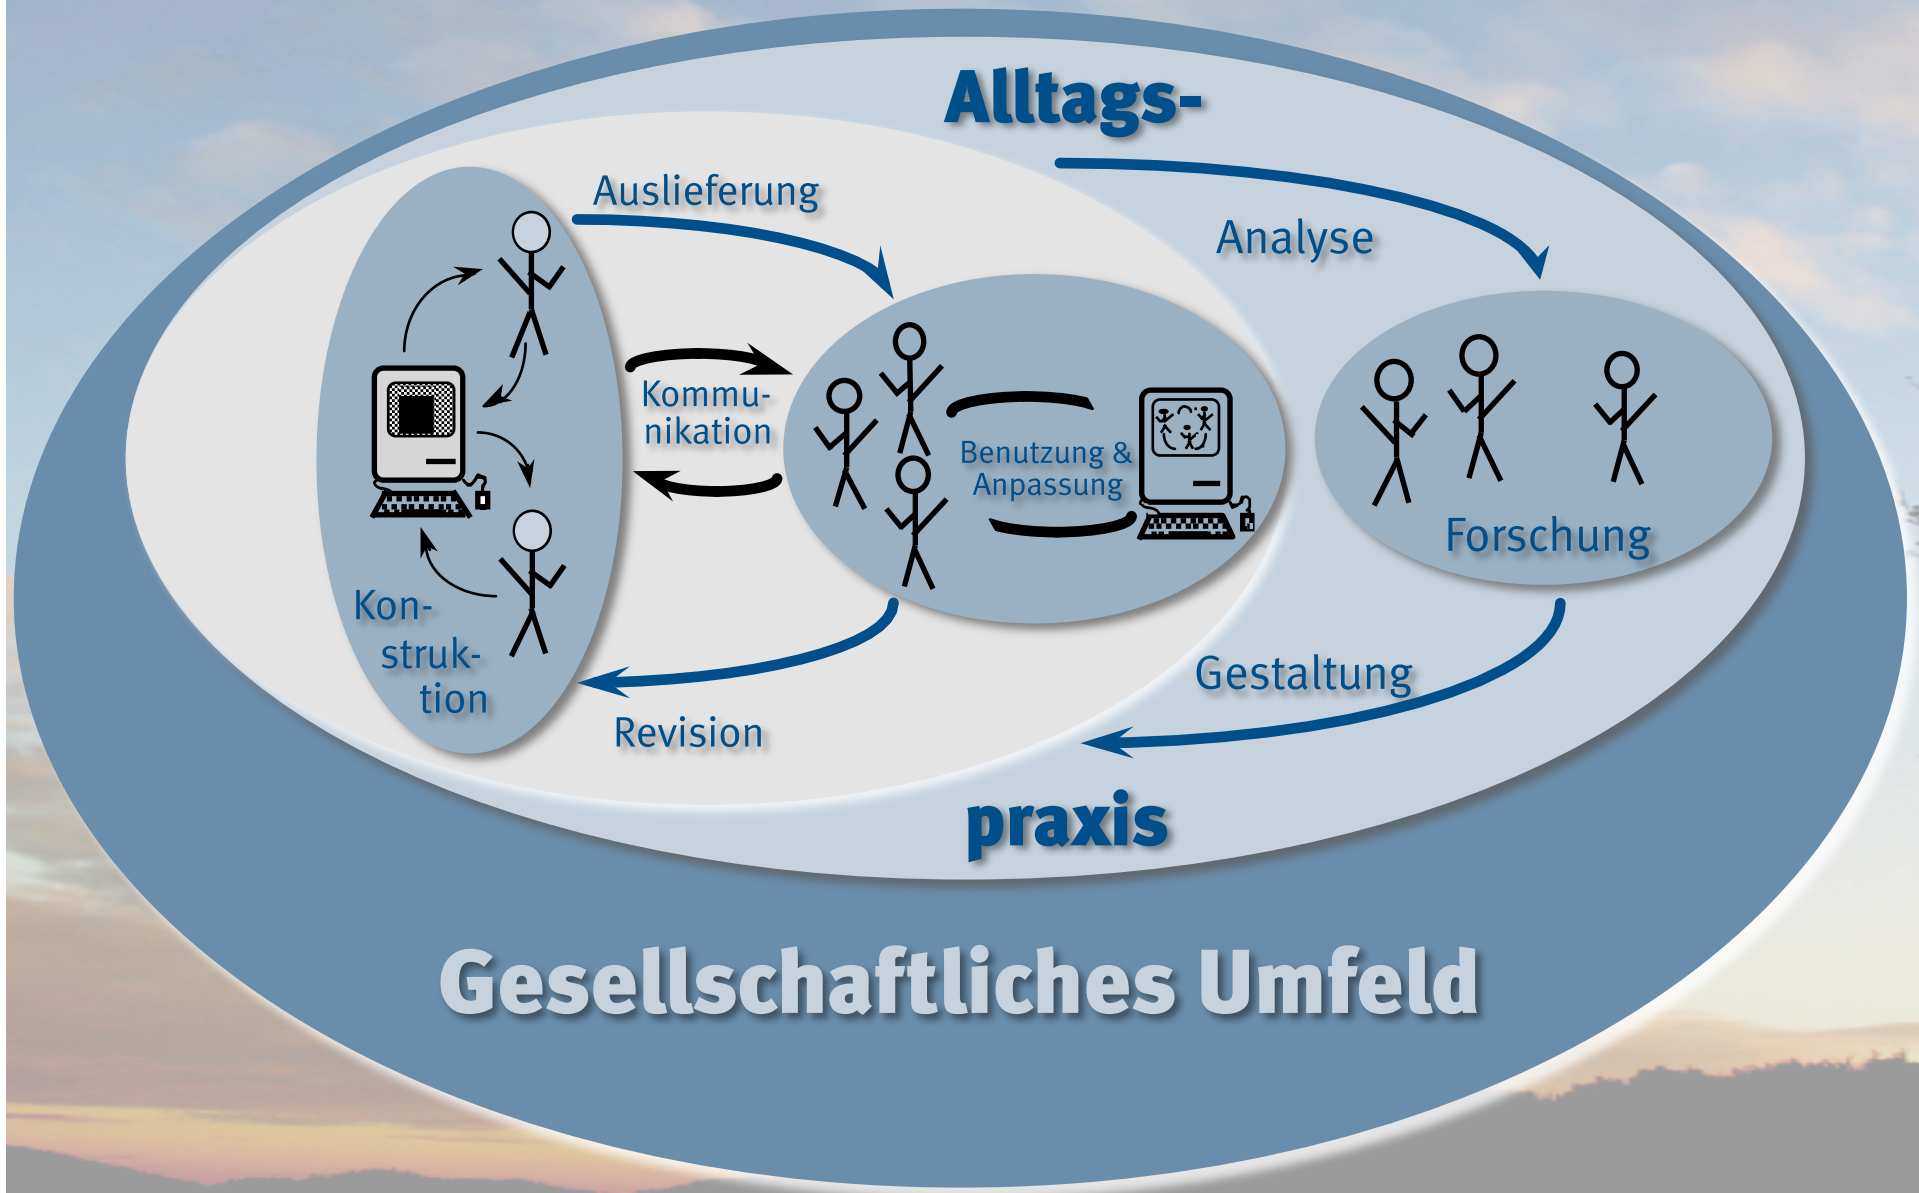 Alltags-
Auslieferung
Analyse
Kommu-
nikation
Benutzung &
Anpassung
Forschung
Kon-
struk-
tion
Gestaltung
Revision
praxis
Gesellschaftliches Umfeld